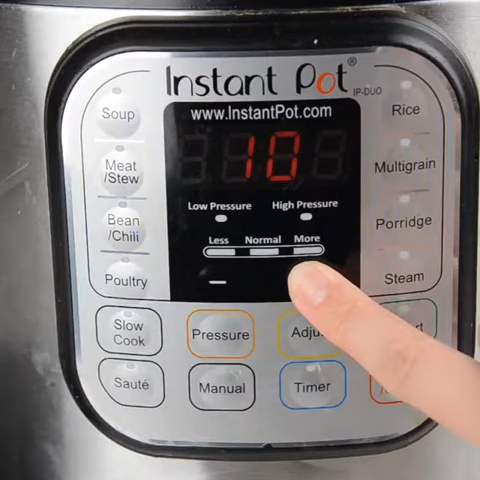 Instant Pot®
IP-DUO
www.InstantPot.com
10
Soup
Rice
Meat
/Stew
Multigrain
Low Pressure
High Pressure
Bean
/Chili
Porridge
Less
Normal
More
Poultry
Steam
Slow
Cook
Pressure
Sauté
Manual
Timer